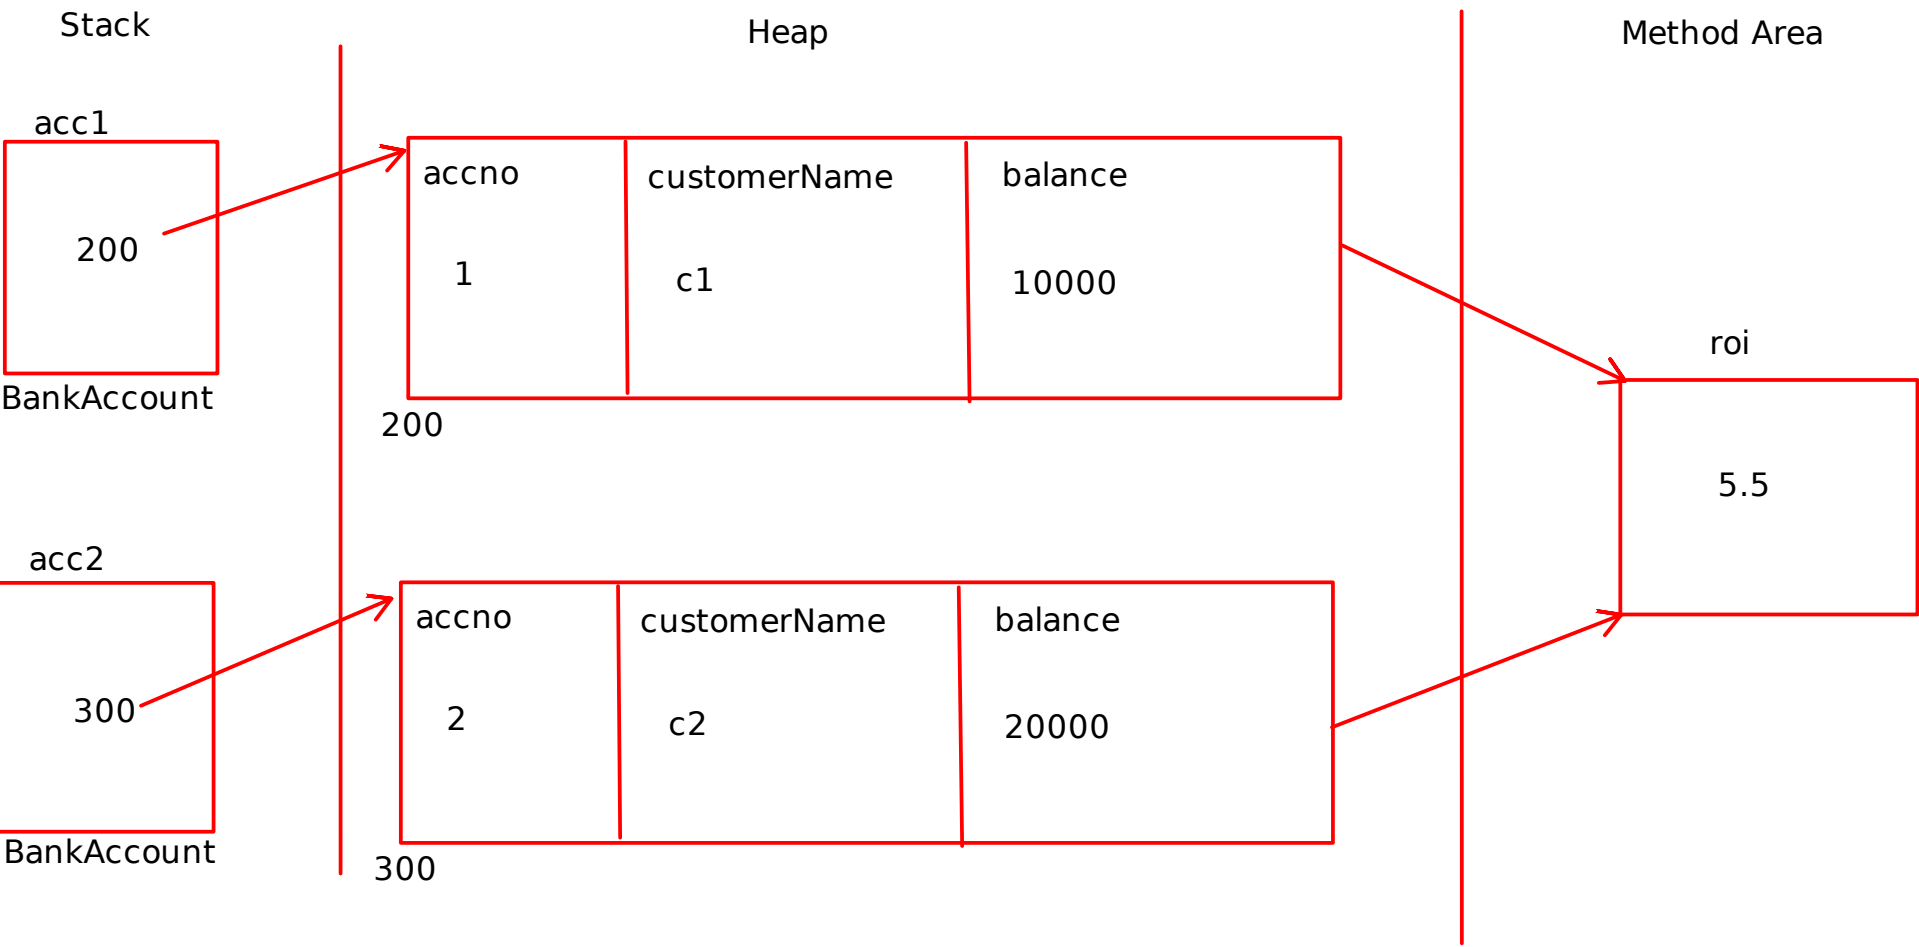 Stack
Heap
Method Area
acc1
200
BankAccount
accno
customerName
balance
1
c1
10000
200
roi
5.5
acc2
300
BankAccount
accno
customerName
balance
2
c2
20000
300